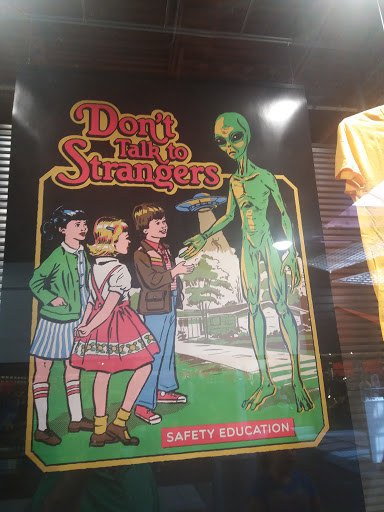 Don't
Talk to
Strangers
SAFETY EDUCATION